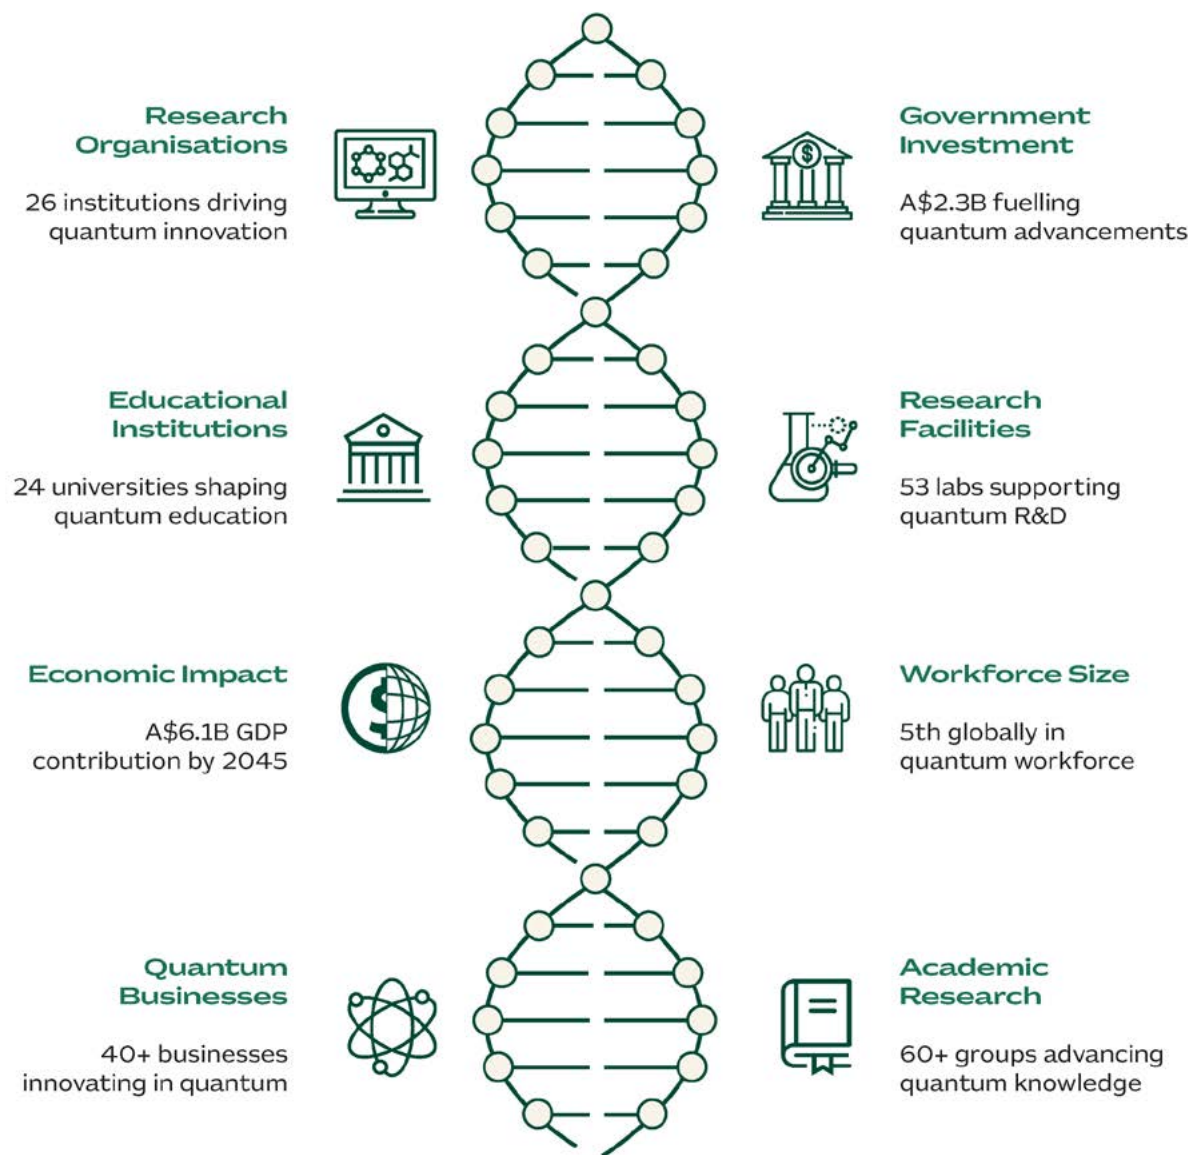 Research
Organisations
26 institutions driving
quantum innovation
Government
Investment
A$2.3B fuelling
quantum advancements
Educational
Institutions
24 universities shaping
quantum education
Research
Facilities
53 labs supporting
quantum R&D
Economic Impact
A$6.1B GDP
contribution by 2045
Workforce Size
5th globally in
quantum workforce
Quantum
Businesses
40+ businesses
innovating in quantum
Academic
Research
60+ groups advancing
quantum knowledge